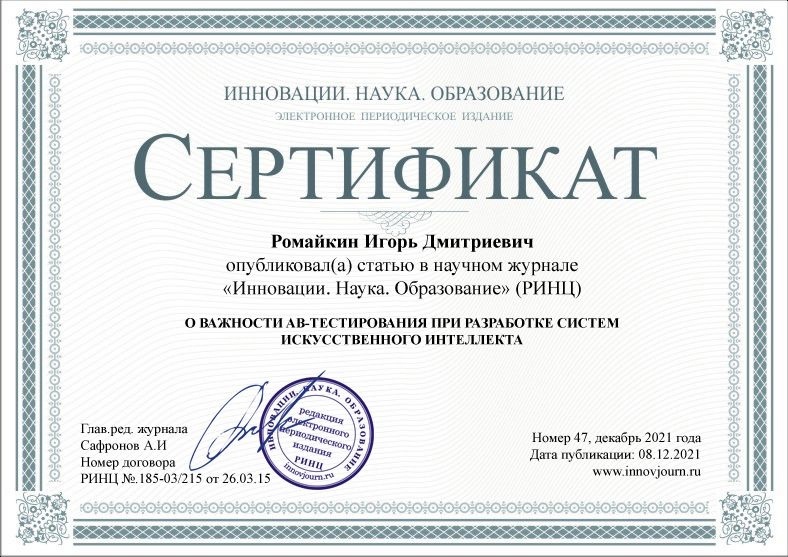 ИННОВАЦИИ. НАУКА. ОБРАЗОВАНИЕ
ЭЛЕКТРОННОЕ ПЕРИОДИЧЕСКОЕ ИЗДАНИЕ
СЕРТИФИКАТ
Ромайкин Игорь Дмитриевич
опубликовал(а) статью в научном журнале
«Инновации. Наука. Образование» (РИНЦ)
О ВАЖНОСТИ АВ-ТЕСТИРОВАНИЯ ПРИ РАЗРАБОТКЕ СИСТЕМ
ИСКУССТВЕННОГО ИНТЕЛЛЕКТА
Глав.ред. журнала
Сафронов А.И
Номер договора
РИНЦ №.185-03/215 от 26.03.15
ИННОВАЦИИ. НАУКА. ОБРАЗОВАНИЕ
редакция
электронного
периодического
издания
РИНЦ
innovjourn.ru
Номер 47, декабрь 2021 года
Дата публикации: 08.12.2021
www.innovjourn.ru